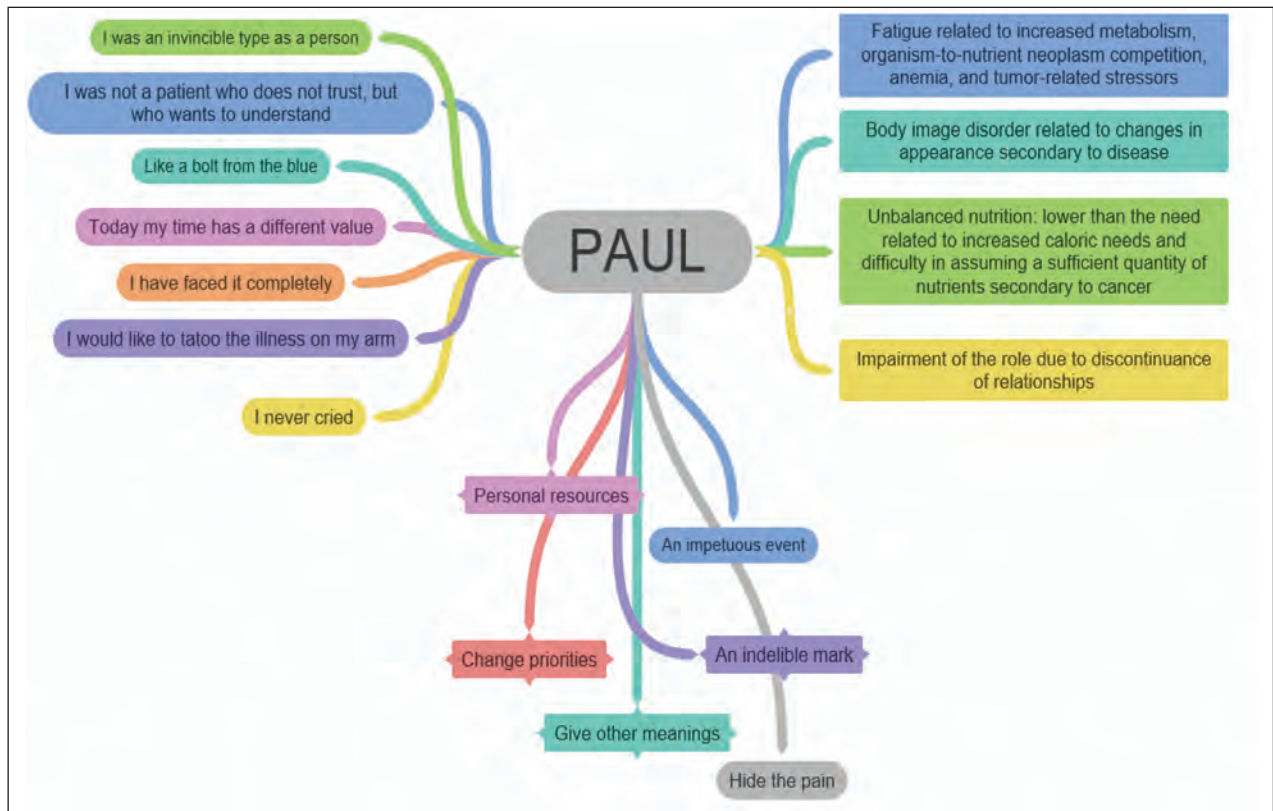 I was an invincible type as a person
I was not a patient who does not trust, but
who wants to understand
Like a bolt from the blue
Today my time has a different value
I have faced it completely
I would like to tatoo the illness on my arm
I never cried
PAUL
Fatigue related to increased metabolism,
organism-to-nutrient neoplasm competition,
anemia, and tumor-related stressors
Body image disorder related to changes in
appearance secondary to disease
Unbalanced nutrition: lower than the need
related to increased caloric needs and
difficulty in assuming a sufficient quantity of
nutrients secondary to cancer
Impairment of the role due to discontinuance
of relationships
Personal resources
An impetuous event
Change priorities
An indelible mark
Give other meanings
Hide the pain